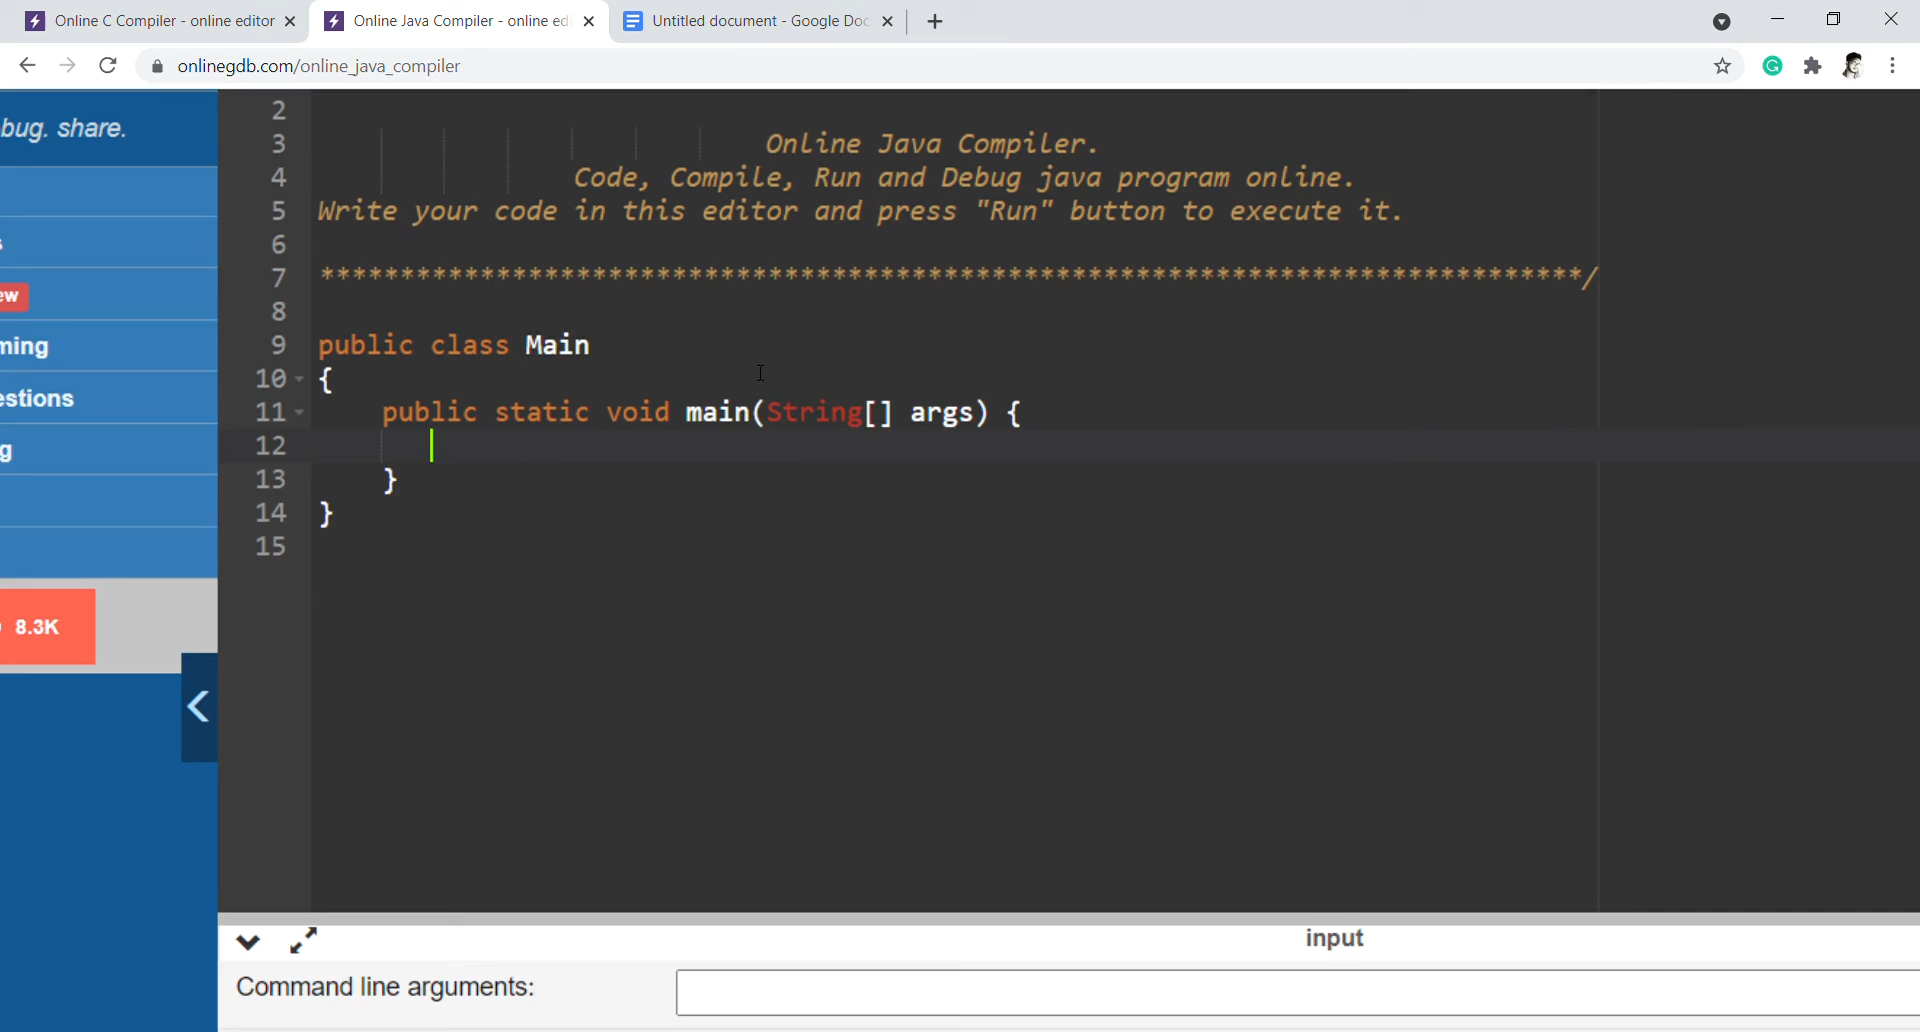 Online C Compiler - online editor
Online Java Compiler - online edi
Untitled document - Google Doc
onlinegdb.com/online_java_compiler
bug. share.
s
ew
ming
estions
g
8.3K
2
3 Online Java Compiler.
4 Code, Compile, Run and Debug java program online.
5 Write your code in this editor and press "Run" button to execute it.
6
7 *******************************************************************************/
8
9 public class Main
10 {
11 public static void main(String[] args) {
12
13 }
14 }
15
input
Command line arguments: